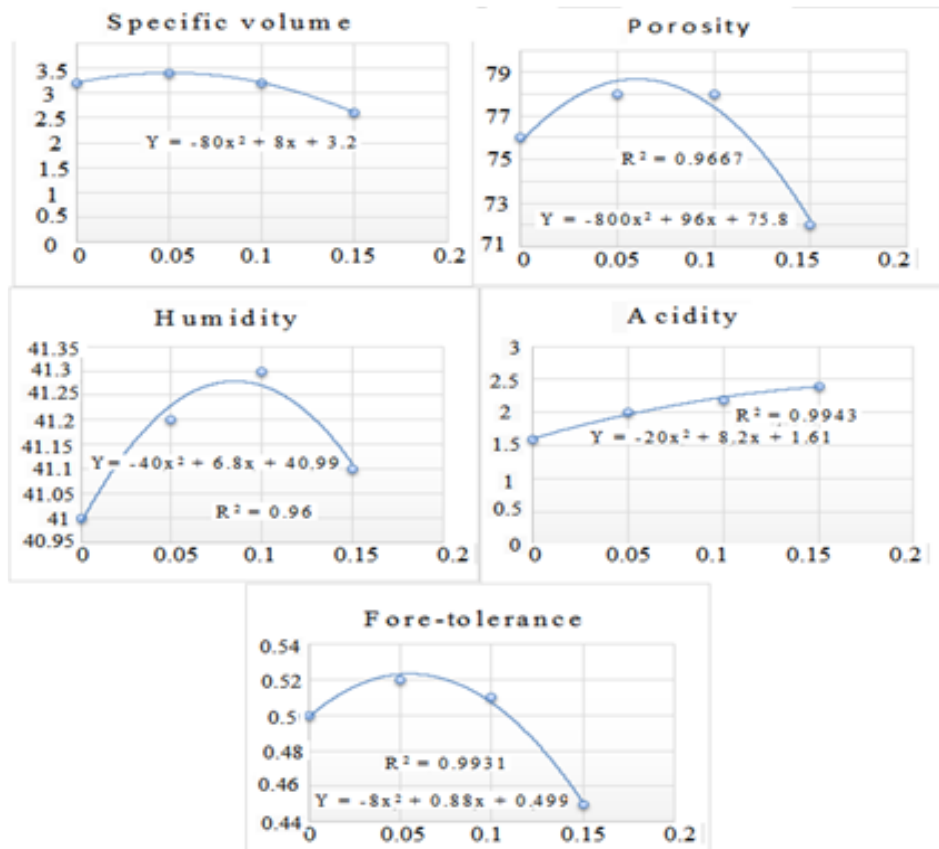 Specific volume
3.5
3
2.5
2
1.5
1
0.5
0
Y = -80x² + 8x + 3.2
0 0.05 0.1 0.15 0.2
Porosity
79
77
75
73
71
R² = 0.9667
Y = -800x² + 96x + 75.8
0 0.05 0.1 0.15 0.2
Humidity
41.35
41.3
41.25
41.2
41.15
41.1
41.05
41
40.95
Y = -40x² + 6.8x + 40.99
R² = 0.96
0 0.05 0.1 0.15 0.2
Acidity
3
2.5
2
1.5
1
0.5
0
R² = 0.9943
Y = -20x² + 8.2x + 1.61
0 0.05 0.1 0.15 0.2
Fore-tolerance
0.54
0.52
0.5
0.48
0.46
0.44
R² = 0.9931
Y = -8x² + 0.88x + 0.499
0 0.05 0.1 0.15 0.2